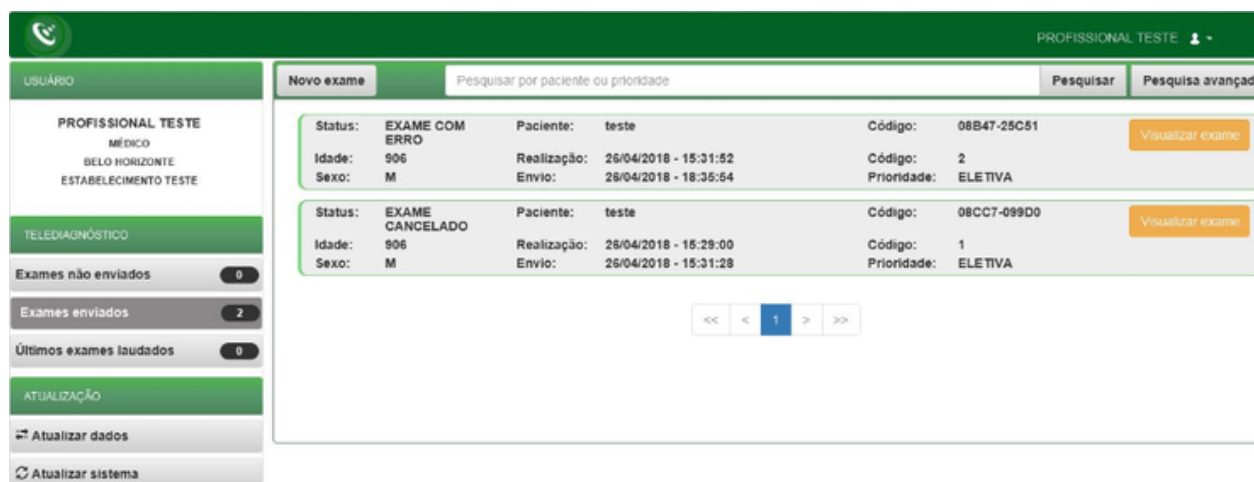 PROFISSIONAL TESTE
USUÁRIO
PROFISSIONAL TESTE
MÉDICO
BELO HORIZONTE
ESTABELECIMENTO TESTE
TELEDIAGNÓSTICO
Exames não enviados 0
Exames enviados 2
Últimos exames laudados 0
ATUALIZAÇÃO
Atualizar dados
Atualizar sistema
Novo exame Pesquisar por paciente ou prioridade Pesquisar Pesquisa avançad
Status: EXAME COM ERRO Paciente: teste Código: 08B47-25C51 Visualizar exame
Idade: 906 Realização: 26/04/2018 - 15:31:52 Código: 2
Sexo: M Envio: 26/04/2018 - 18:35:54 Prioridade: ELETIVA
Status: EXAME CANCELADO Paciente: teste Código: 08CC7-099D0 Visualizar exame
Idade: 906 Realização: 26/04/2018 - 15:29:00 Código: 1
Sexo: M Envio: 26/04/2018 - 15:31:28 Prioridade: ELETIVA
<< < 1 > >>